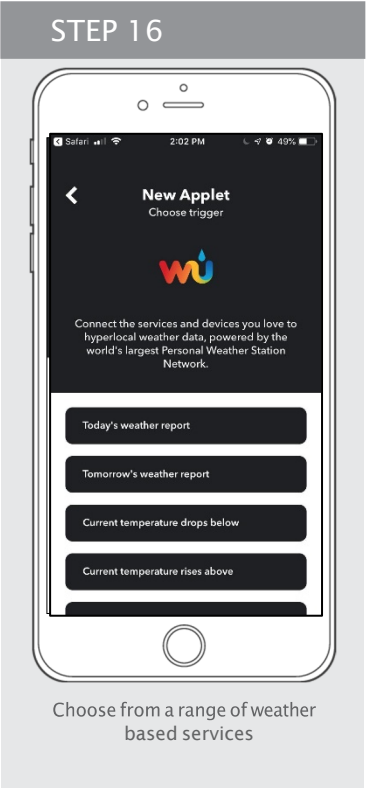 STEP 16
Safari 2:02 PM 49%
New Applet
Choose trigger
wu
Connect the services and devices you love to
hyperlocal weather data, powered by the
world's largest Personal Weather Station
Network.
Today's weather report
Tomorrow's weather report
Current temperature drops below
Current temperature rises above
Choose from a range of weather
based services